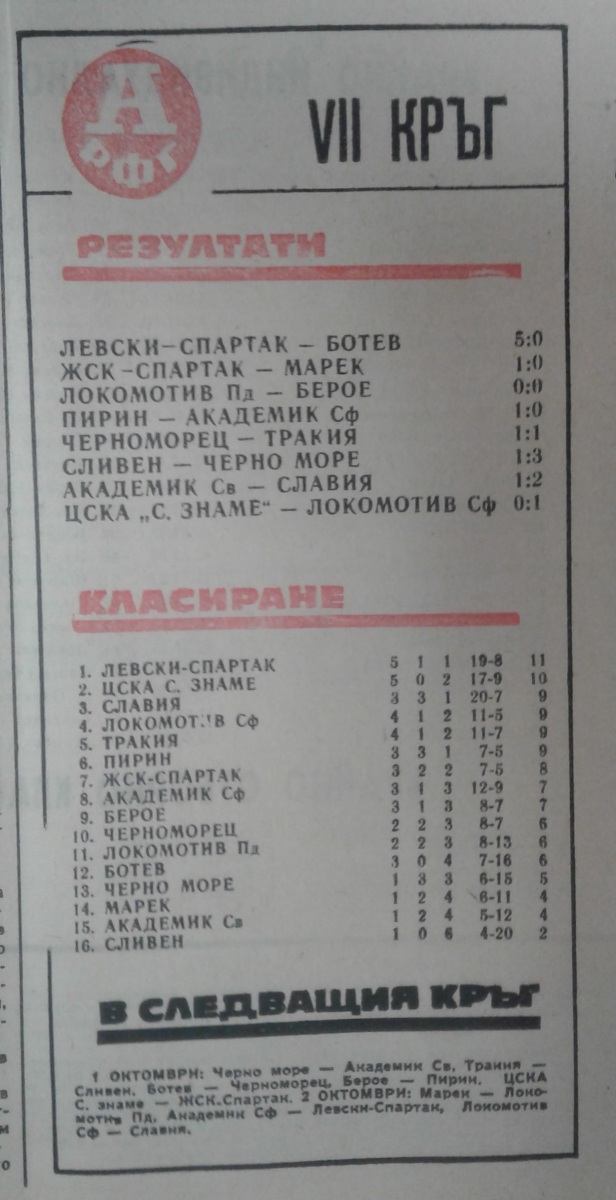 А
РФГ
VII КРЪГ
РЕЗУЛТАТИ
ЛЕВСКИ-СПАРТАК — БОТЕВ 5:0
ЖСК-СПАРТАК — МАРЕК 1:0
ЛОКОМОТИВ Пд — БЕРОЕ 0:0
ПИРИН — АКАДЕМИК Сф 1:0
ЧЕРНОМОРЕЦ — ТРАКИЯ 1:1
СЛИВЕН — ЧЕРНО МОРЕ 1:3
АКАДЕМИК Св — СЛАВИЯ 1:2
ЦСКА „С. ЗНАМЕ" — ЛОКОМОТИВ Сф 0:1
КЛАСИРАНЕ
1. ЛЕВСКИ-СПАРТАК 5 1 1 19-8 11
2. ЦСКА С. ЗНАМЕ 5 0 2 17-9 10
3. СЛАВИЯ 3 3 1 20-7 9
4. ЛОКОМОТИВ Сф 4 1 2 11-5 9
5. ТРАКИЯ 4 1 2 11-7 9
6. ПИРИН 3 3 1 7-5 9
7. ЖСК-СПАРТАК 3 2 2 7-5 8
8. АКАДЕМИК Сф 3 1 3 12-9 7
9. БЕРОЕ 3 1 3 8-7 7
10. ЧЕРНОМОРЕЦ 2 2 3 8-7 6
11. ЛОКОМОТИВ Пд 2 2 3 8-13 6
12. БОТЕВ 3 0 4 7-16 6
13. ЧЕРНО МОРЕ 1 3 3 6-15 5
14. МАРЕК 1 2 4 6-11 4
15. АКАДЕМИК Св 1 2 4 5-12 4
16. СЛИВЕН 1 0 6 4-20 2
В СЛЕДВАЩИЯ КРЪГ
1 ОКТОМВРИ: Черно море — Академик Св, Тракия —
Сливен, Ботев — Черноморец, Берое — Пирин, ЦСКА
С. знаме — ЖСК.Спартак. 2 ОКТОМВРИ: Марек — Локо-
мотив Пд, Академик Сф — Левски-Спартак, Локомотив
Сф — Славия.